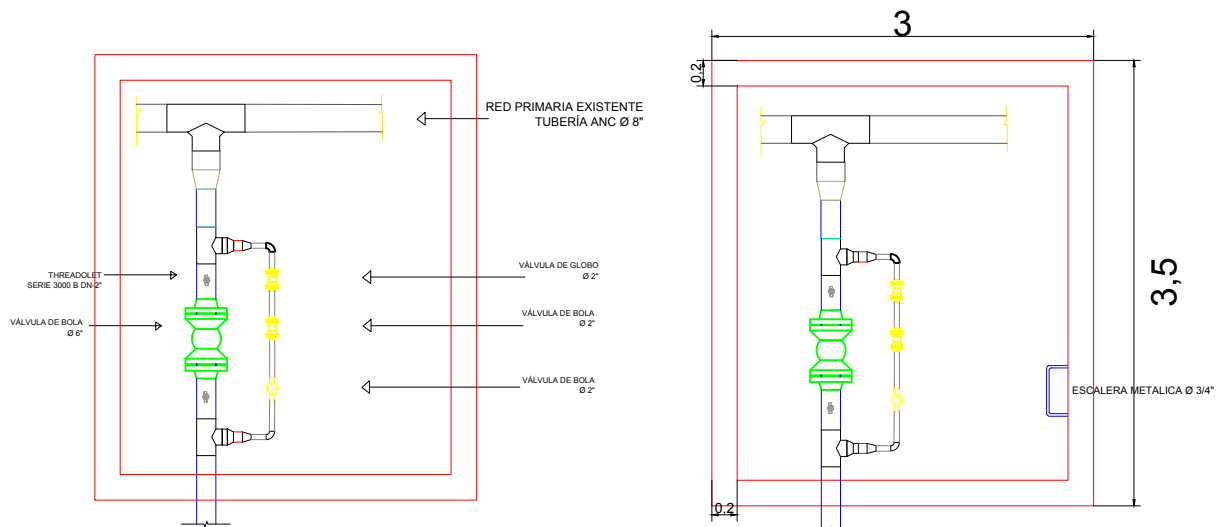 RED PRIMARIA EXISTENTE
TUBERÍA ANC Ø 8"
THREADOLET
SERIE 3000 B DN-2"
VÁLVULA DE BOLA
Ø 6"
VÁLVULA DE GLOBO
Ø 2"
VÁLVULA DE BOLA
Ø 2"
VÁLVULA DE BOLA
Ø 2"
3
0,2
3,5
ESCALERA METALICA Ø 3/4"
0,2